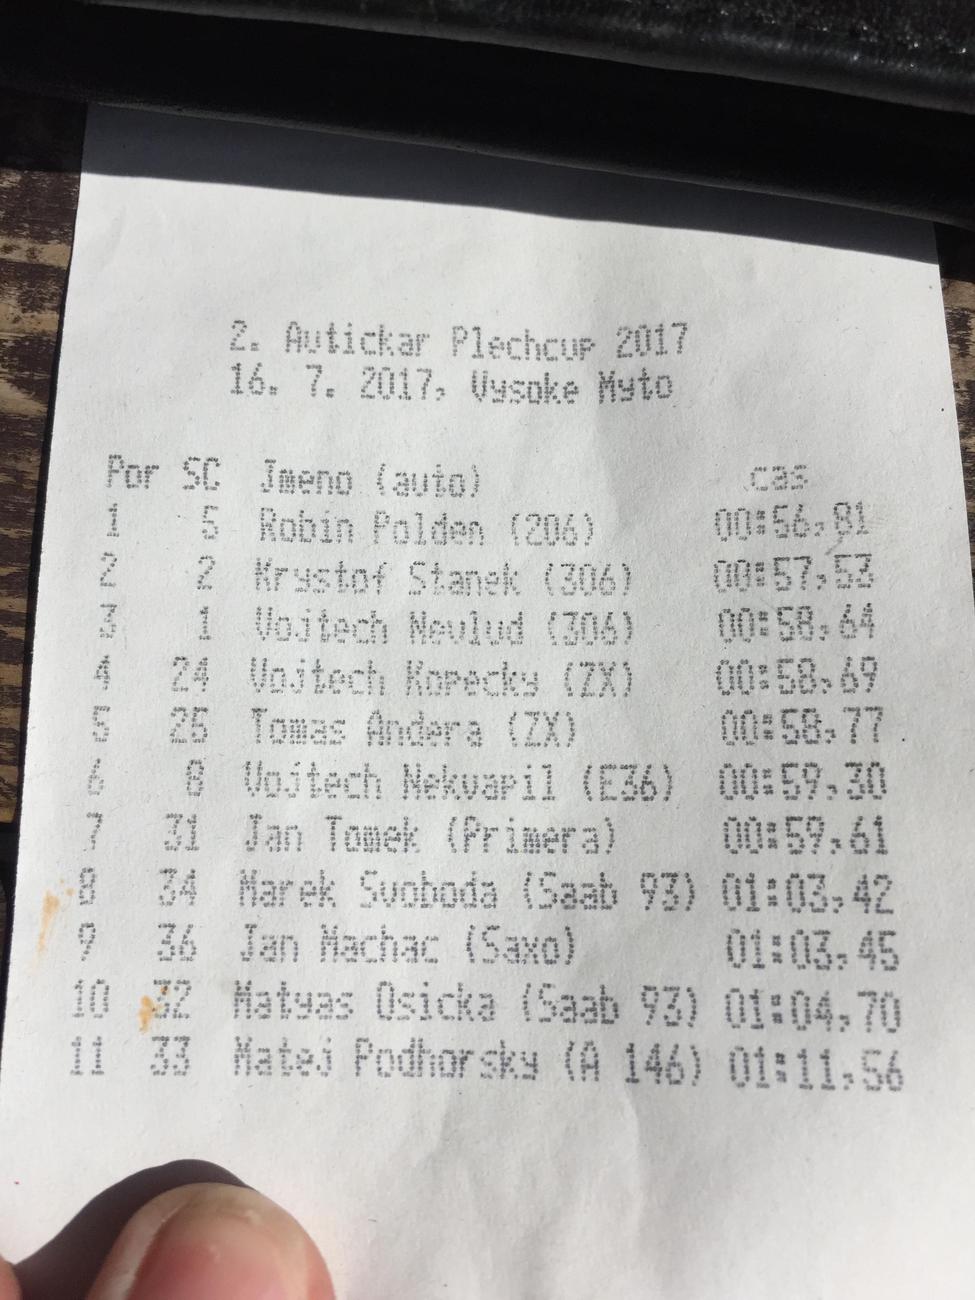 2. Autickar Plechcup 2017
16. 7. 2017, Vysoke Myto
Por SC Jmeno (auto) cas
1 5 Robin Polden (206) 00:56,81
2 2 Krystof Stanek (306) 00:57,53
3 1 Vojtech Nevlud (306) 00:58,64
4 24 Vojtech Kopecky (ZX) 00:58,69
5 25 Tomas Andera (ZX) 00:58,77
6 8 Vojtech Nekvapil (E36) 00:59,30
7 31 Jan Tomek (Primera) 00:59,61
8 34 Marek Svoboda (Saab 93) 01:03,42
9 36 Jan Machac (Saxo) 01:03,45
10 32 Matyas Osicka (Saab 93) 01:04,70
11 33 Matej Podhorsky (A 146) 01:11,56